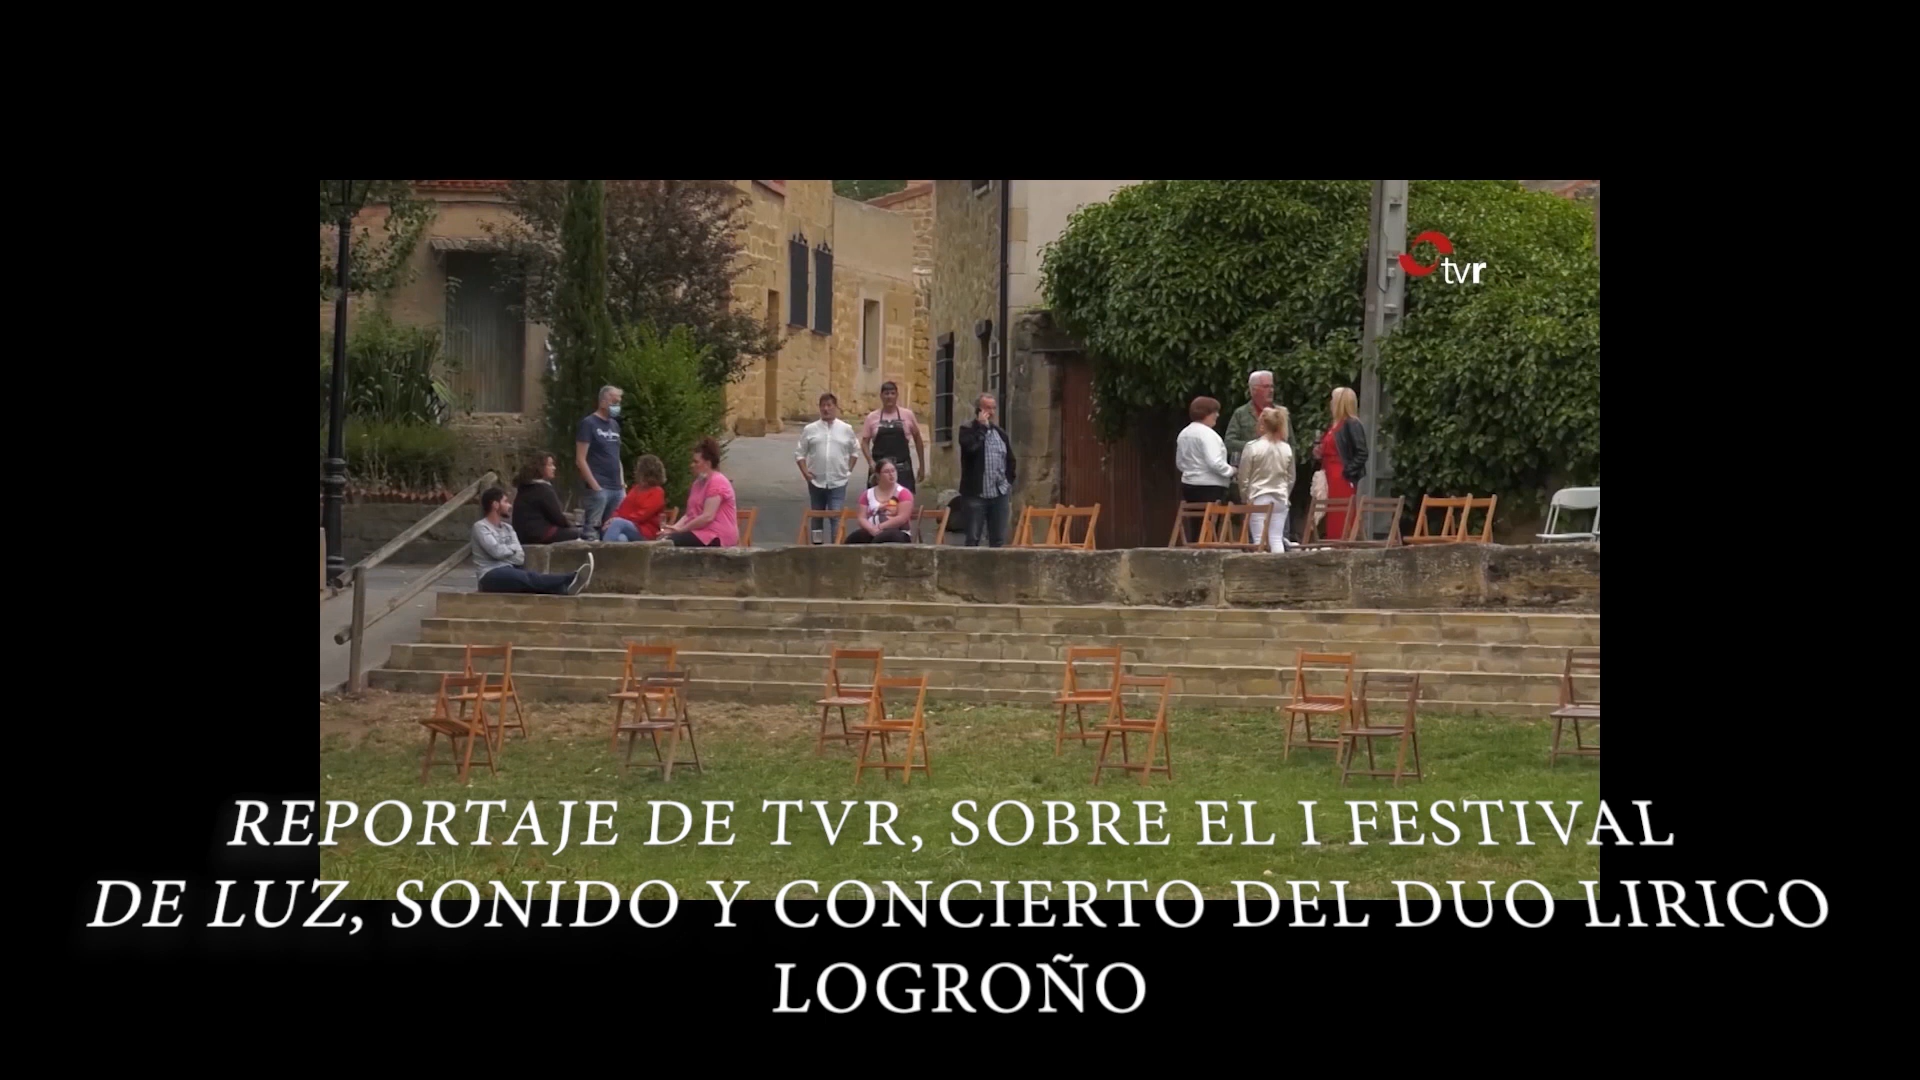 tvr
REPORTAJE DE TVR, SOBRE EL I FESTIVAL
DE LUZ, SONIDO Y CONCIERTO DEL DUO LIRICO
LOGROÑO